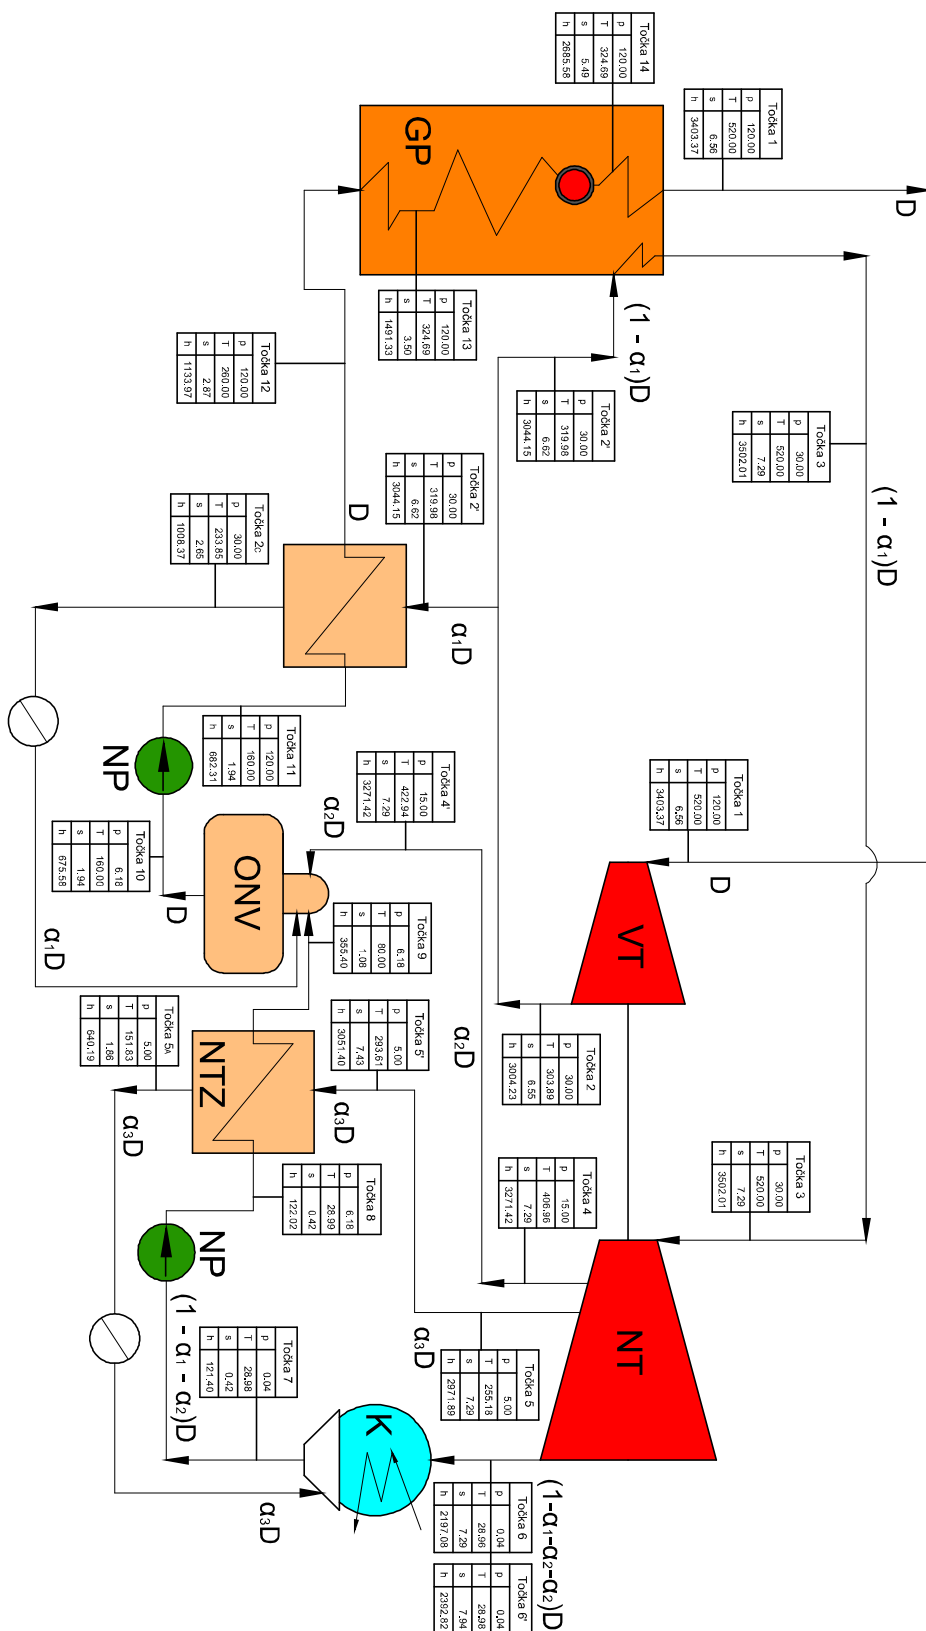 Točka 14
p 120.00
T 324.69
s 5.49
h 2685.58
Točka 1
p 120.00
T 520.00
s 6.56
h 3403.37
D
GP
Točka 13
p 120.00
T 324.69
s 3.50
h 1491.33
(1 - α₁)D
Točka 12
p 120.00
T 260.00
s 2.87
h 1133.97
Točka 2'
p 30.00
T 319.98
s 6.62
h 3044.15
Točka 3
p 30.00
T 520.00
s 7.29
h 3502.01
(1 - α₁)D
Točka 2'
p 30.00
T 319.98
s 6.62
h 3044.15
D
Točka 2c
p 30.00
T 233.85
s 2.65
h 1008.37
α₁D
Točka 11
p 120.00
T 160.00
s 1.94
h 682.31
NP
Točka 4'
p 15.00
T 422.94
s 7.29
h 3271.42
α₂D
Točka 1
p 120.00
T 520.00
s 6.56
h 3403.37
D
Točka 10
p 6.18
T 160.00
s 1.94
h 675.58
ONV
D
VT
Točka 9
p 6.18
T 80.00
s 1.08
h 355.40
α₁D
α₂D
Točka 5A
p 5.00
T 151.83
s 1.86
h 640.19
Točka 5'
p 5.00
T 293.61
s 7.43
h 3051.40
Točka 2
p 30.00
T 303.89
s 6.55
h 3004.23
NTZ
α₃D
α₃D
Točka 8
p 6.18
T 28.99
s 0.42
h 122.02
Točka 4
p 15.00
T 406.96
s 7.29
h 3271.42
Točka 3
p 30.00
T 520.00
s 7.29
h 3502.01
NP
(1 - α₁ - α₂)D
Točka 7
p 0.04
T 28.98
s 0.42
h 121.40
α₃D
Točka 5
p 5.00
T 255.18
s 7.29
h 2971.89
NT
K
α₃D
(1-α₁-α₂-α₂)D
Točka 6
p 0.04
T 28.96
s 7.29
h 2197.08
Točka 6'
p 0.04
T 28.98
s 7.94
h 2392.82